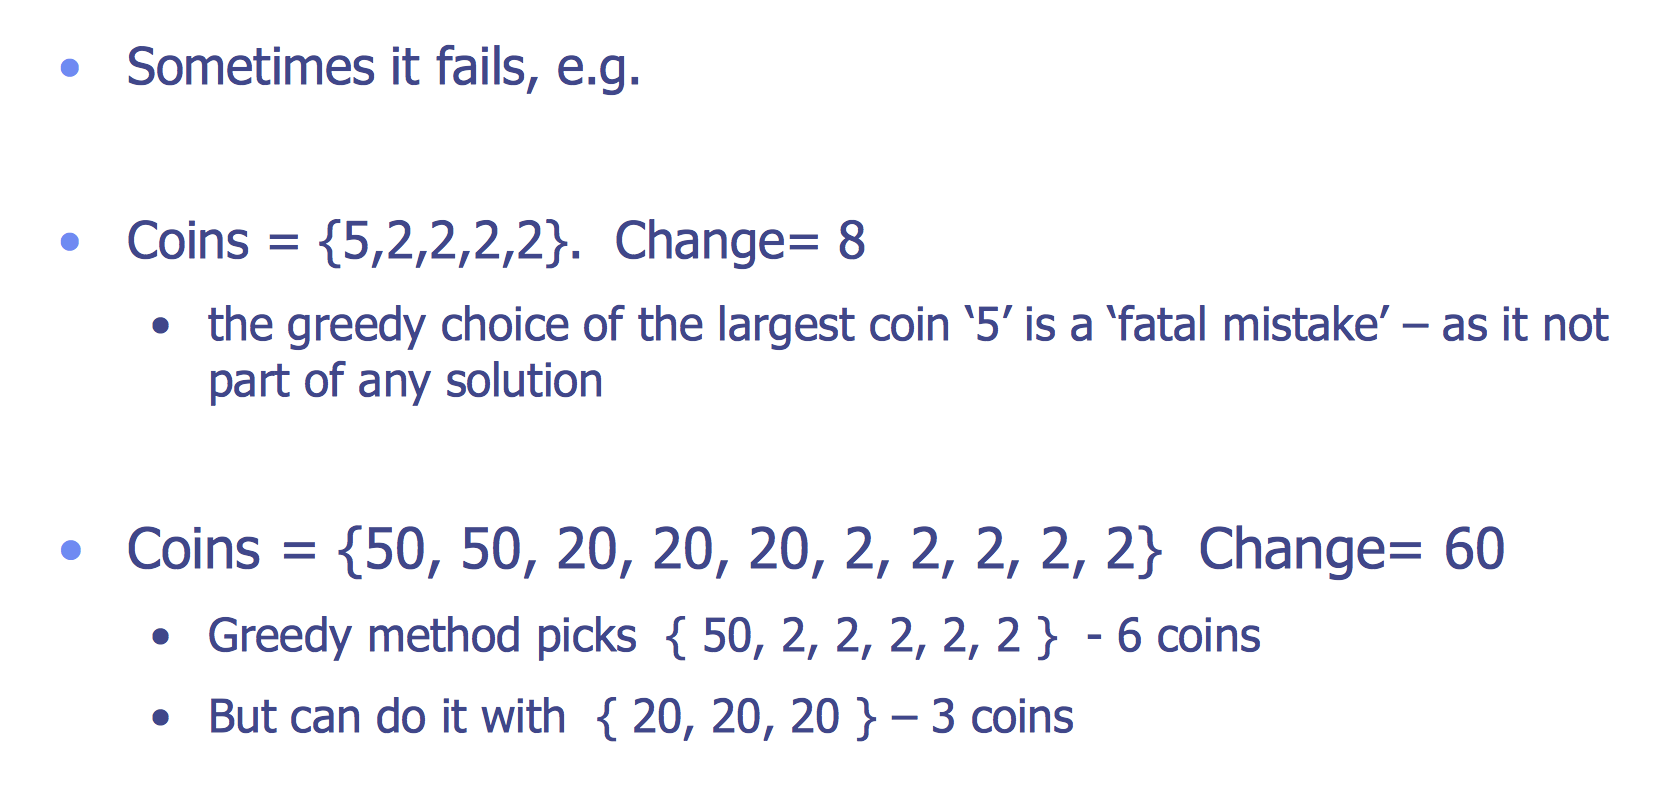 • Sometimes it fails, e.g.
• Coins = {5,2,2,2,2}.  Change= 8
• the greedy choice of the largest coin ‘5’ is a ‘fatal mistake’ – as it not
part of any solution
• Coins = {50, 50, 20, 20, 20, 2, 2, 2, 2, 2}  Change= 60
• Greedy method picks  { 50, 2, 2, 2, 2, 2 }  - 6 coins
• But can do it with  { 20, 20, 20 } – 3 coins